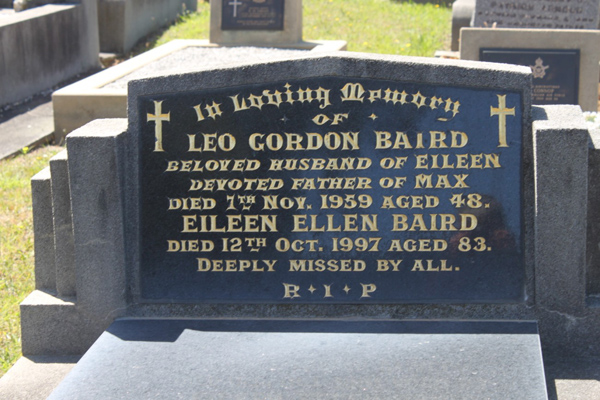 In Loving Memory
OF
LEO GORDON BAIRD
BELOVED HUSBAND OF EILEEN
DEVOTED FATHER OF MAX
DIED 7TH NOV. 1959 AGED 48.
EILEEN ELLEN BAIRD
DIED 12TH OCT. 1997 AGED 83.
DEEPLY MISSED BY ALL.
R · I · P